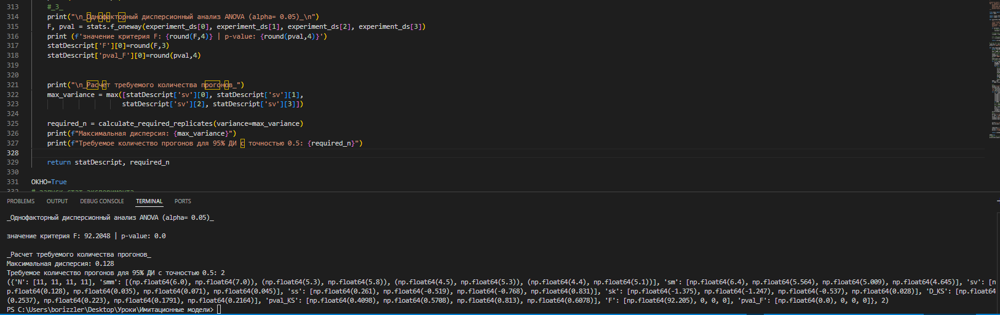 313 #_3_
314 print("\n_Однофакторный дисперсионный анализ ANOVA (alpha= 0.05)_\n")
315 F, pval = stats.f_oneway(experiment_ds[0], experiment_ds[1], experiment_ds[2], experiment_ds[3])
316 print (f'значение критерия F: {round(F,4)} | p-value: {round(pval,4)}')
317 statDescript['F'][0]=round(F,3)
318 statDescript['pval_F'][0]=round(pval,4)
319
320
321 print("\n_Расчет требуемого количества прогонов_")
322 max_variance = max([statDescript['sv'][0], statDescript['sv'][1],
323 statDescript['sv'][2], statDescript['sv'][3]])
324
325 required_n = calculate_required_replicates(variance=max_variance)
326 print(f"Максимальная дисперсия: {max_variance}")
327 print(f"Требуемое количество прогонов для 95% ДИ с точностью 0.5: {required_n}")
328
329 return statDescript, required_n
330
331 ОКНО=True
332 # запуск стат эксперимента
PROBLEMS OUTPUT DEBUG CONSOLE TERMINAL PORTS
_Однофакторный дисперсионный анализ ANOVA (alpha= 0.05)_
значение критерия F: 92.2048 | p-value: 0.0
_Расчет требуемого количества прогонов_
Максимальная дисперсия: 0.128
Требуемое количество прогонов для 95% ДИ с точностью 0.5: 2
({'N': [11, 11, 11, 11], 'smm': [(np.float64(6.0), np.float64(7.0)), (np.float64(5.3), np.float64(5.8)), (np.float64(4.5), np.float64(5.3)), (np.float64(4.4), np.float64(5.1))], 'sm': [np.float64(6.4), np.float64(5.564), np.float64(5.009), np.float64(4.645)], 'sv': [n
p.float64(0.128), np.float64(0.035), np.float64(0.071), np.float64(0.045)], 'ss': [np.float64(0.261), np.float64(-0.519), np.float64(-0.768), np.float64(0.831)], 'sk': [np.float64(-1.375), np.float64(-1.247), np.float64(-0.537), np.float64(0.028)], 'D_KS': [np.float64
(0.2537), np.float64(0.223), np.float64(0.1791), np.float64(0.2164)], 'pval_KS': [np.float64(0.4098), np.float64(0.5708), np.float64(0.813), np.float64(0.6078)], 'F': [np.float64(92.205), 0, 0, 0], 'pval_F': [np.float64(0.0), 0, 0, 0]}, 2)
PS C:\Users\borizzler\Desktop\Уроки\Имитационные модели>